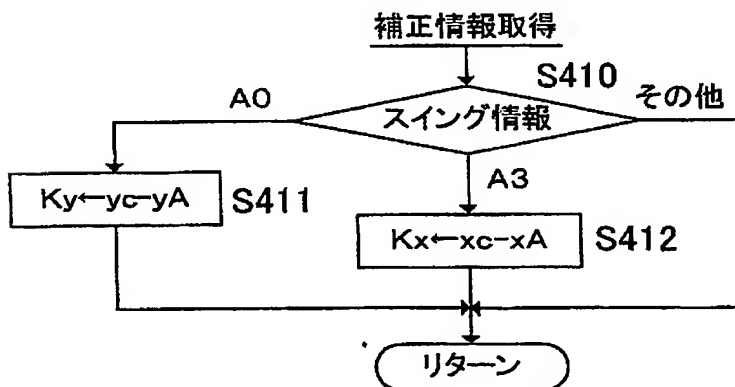 補正情報取得
S410
A0
スイング情報
その他
A3
Ky←yc−yA
S411
Kx←xc−xA
S412
リターン